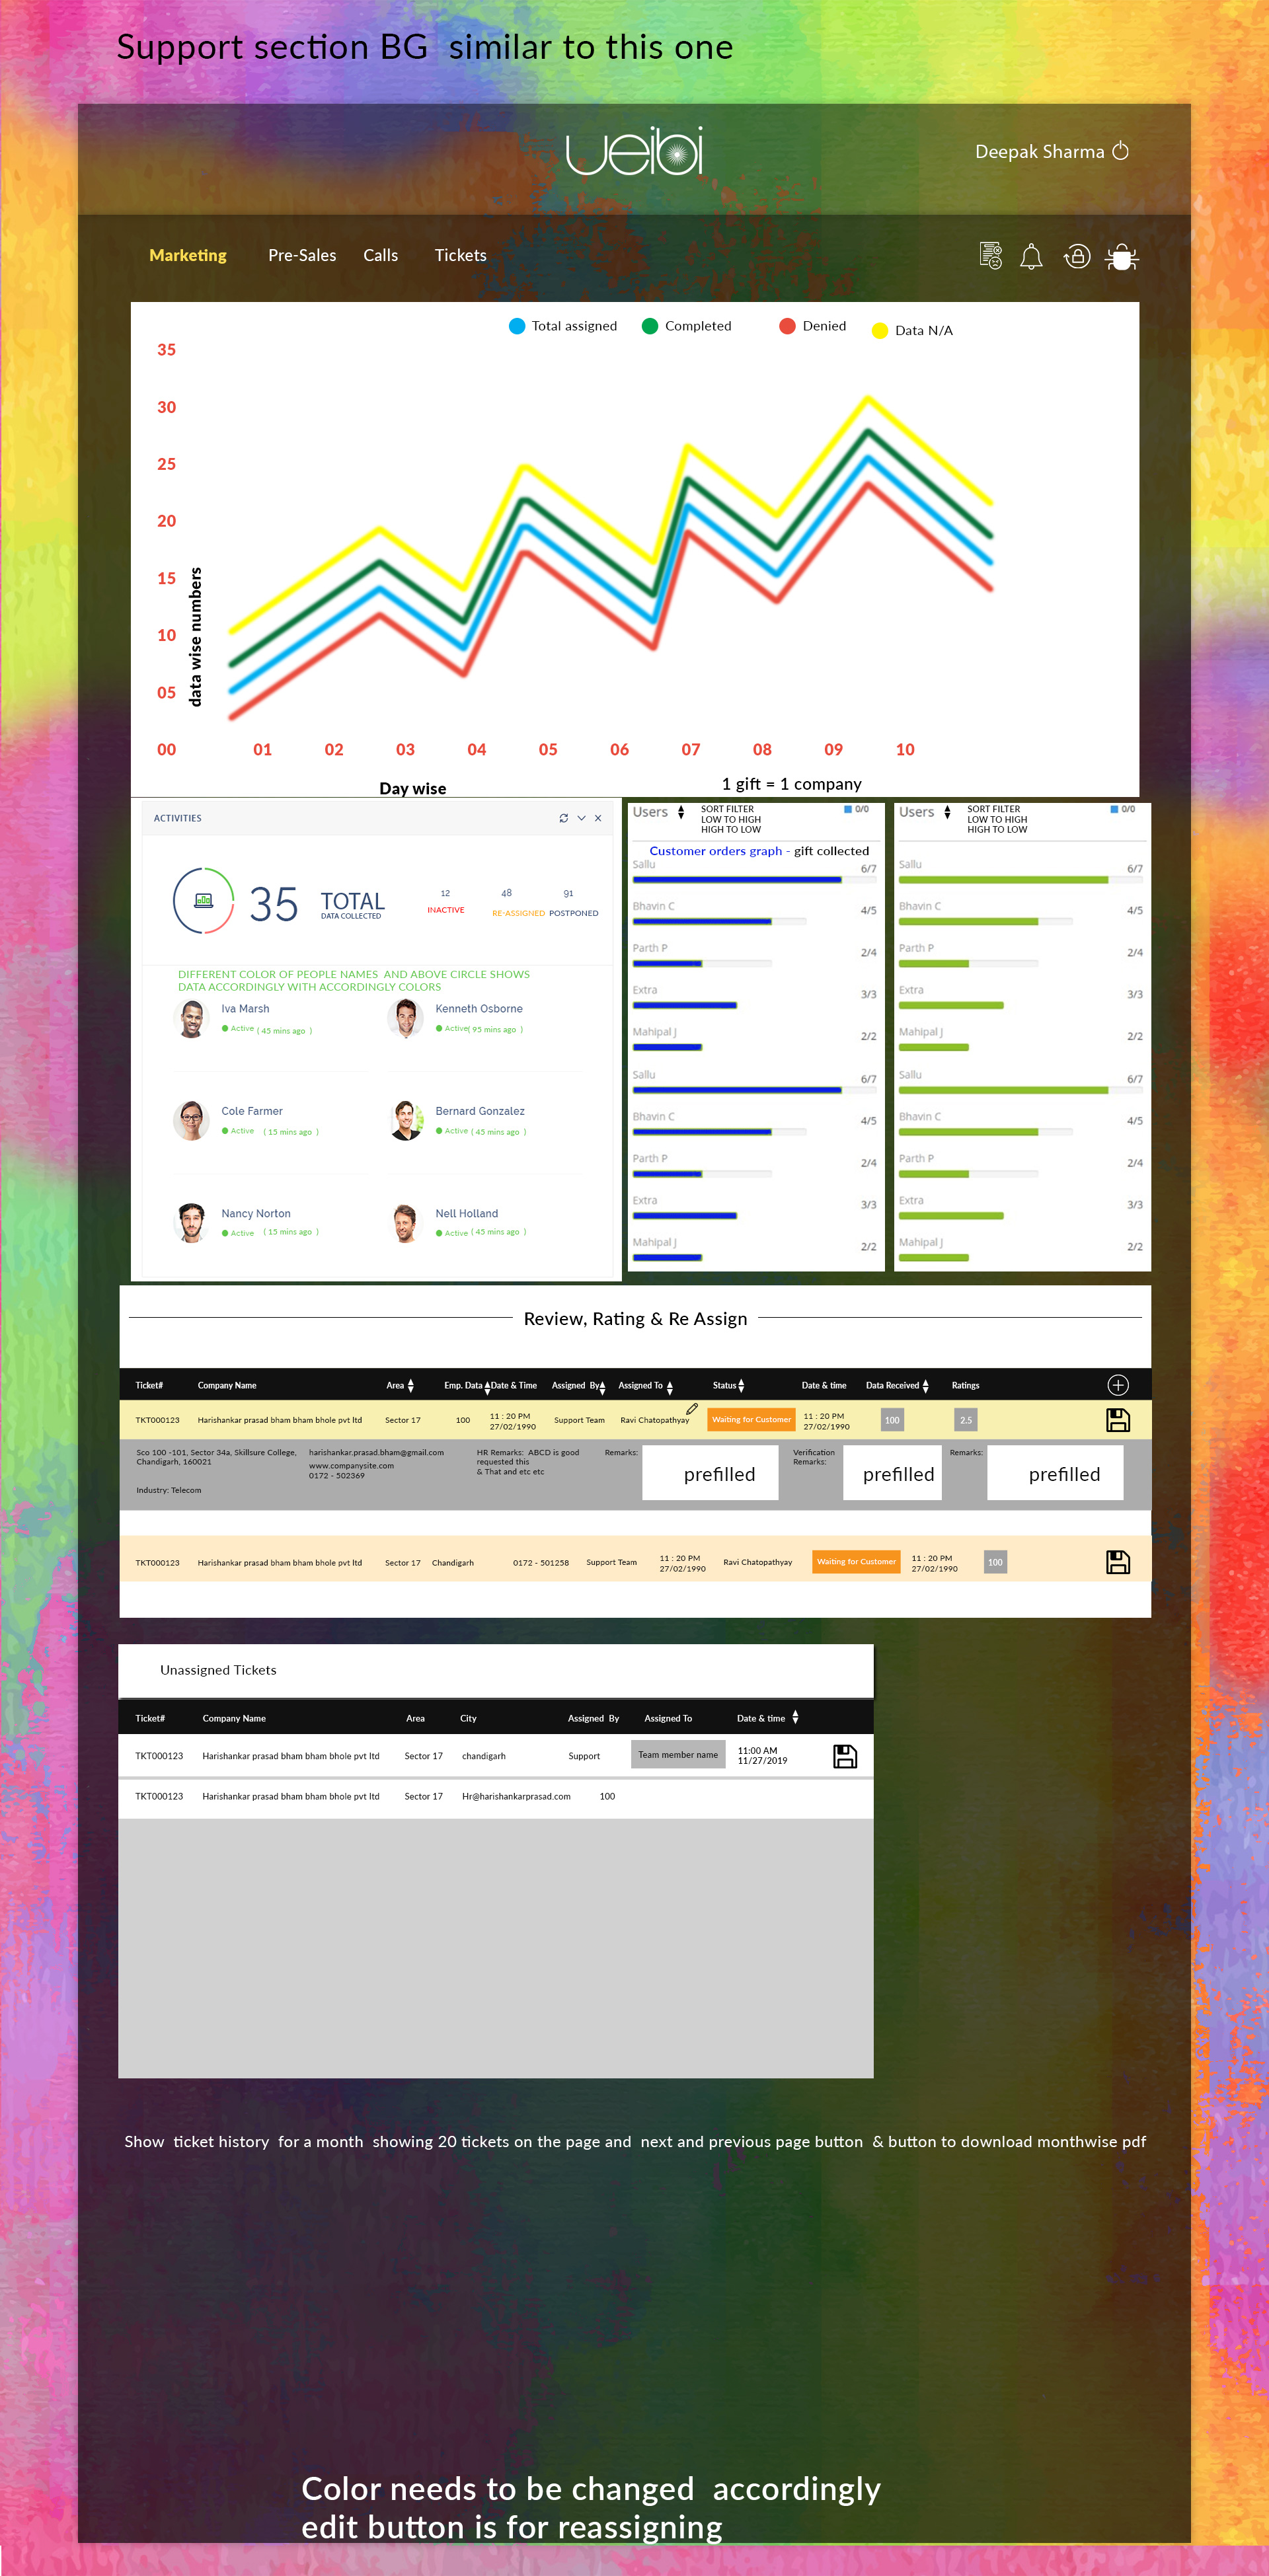 Support section BG  similar to this one
ueibi
Deepak Sharma
Marketing Pre-Sales Calls Tickets
Total assigned Completed Denied Data N/A
35
30
25
20
15
10
05
00
data wise numbers
01 02 03 04 05 06 07 08 09 10
Day wise
1 gift = 1 company
ACTIVITIES
35 TOTAL
DATA COLLECTED
12 48 91
INACTIVE RE-ASSIGNED POSTPONED
DIFFERENT COLOR OF PEOPLE NAMES  AND ABOVE CIRCLE SHOWS
DATA ACCORDINGLY WITH ACCORDINGLY COLORS
Iva Marsh
Active ( 45 mins ago )
Kenneth Osborne
Active( 95 mins ago )
Cole Farmer
Active ( 15 mins ago )
Bernard Gonzalez
Active ( 45 mins ago )
Nancy Norton
Active ( 15 mins ago )
Nell Holland
Active ( 45 mins ago )
Users SORT FILTER 0/0
LOW TO HIGH
HIGH TO LOW
Customer orders graph - gift collected
Sallu 6/7
Bhavin C 4/5
Parth P 2/4
Extra 3/3
Mahipal J 2/2
Sallu 6/7
Bhavin C 4/5
Parth P 2/4
Extra 3/3
Mahipal J 2/2
Users SORT FILTER 0/0
LOW TO HIGH
HIGH TO LOW
Sallu 6/7
Bhavin C 4/5
Parth P 2/4
Extra 3/3
Mahipal J 2/2
Sallu 6/7
Bhavin C 4/5
Parth P 2/4
Extra 3/3
Mahipal J 2/2
Review, Rating & Re Assign
Ticket# Company Name Area Emp. Data Date & Time Assigned By Assigned To Status Date & time Data Received Ratings
TKT000123 Harishankar prasad bham bham bhole pvt ltd Sector 17 100 11 : 20 PM Support Team Ravi Chatopathyay Waiting for Customer 11 : 20 PM 100 2.5
27/02/1990 27/02/1990
Sco 100 -101, Sector 34a, Skillsure College,
Chandigarh, 160021
Industry: Telecom
harishankar.prasad.bham@gmail.com
www.companysite.com
0172 - 502369
HR Remarks:  ABCD is good
requested this
& That and etc etc
Remarks: prefilled
Verification
Remarks: prefilled
Remarks: prefilled
TKT000123 Harishankar prasad bham bham bhole pvt ltd Sector 17 Chandigarh 0172 - 501258 Support Team 11 : 20 PM Ravi Chatopathyay Waiting for Customer 11 : 20 PM 100
27/02/1990 27/02/1990
Unassigned Tickets
Ticket# Company Name Area City Assigned By Assigned To Date & time
TKT000123 Harishankar prasad bham bham bhole pvt ltd Sector 17 chandigarh Support Team member name 11:00 AM
11/27/2019
TKT000123 Harishankar prasad bham bham bhole pvt ltd Sector 17 Hr@harishankarprasad.com 100
Show  ticket history  for a month  showing 20 tickets on the page and  next and previous page button  & button to download monthwise pdf
Color needs to be changed  accordingly
edit button is for reassigning